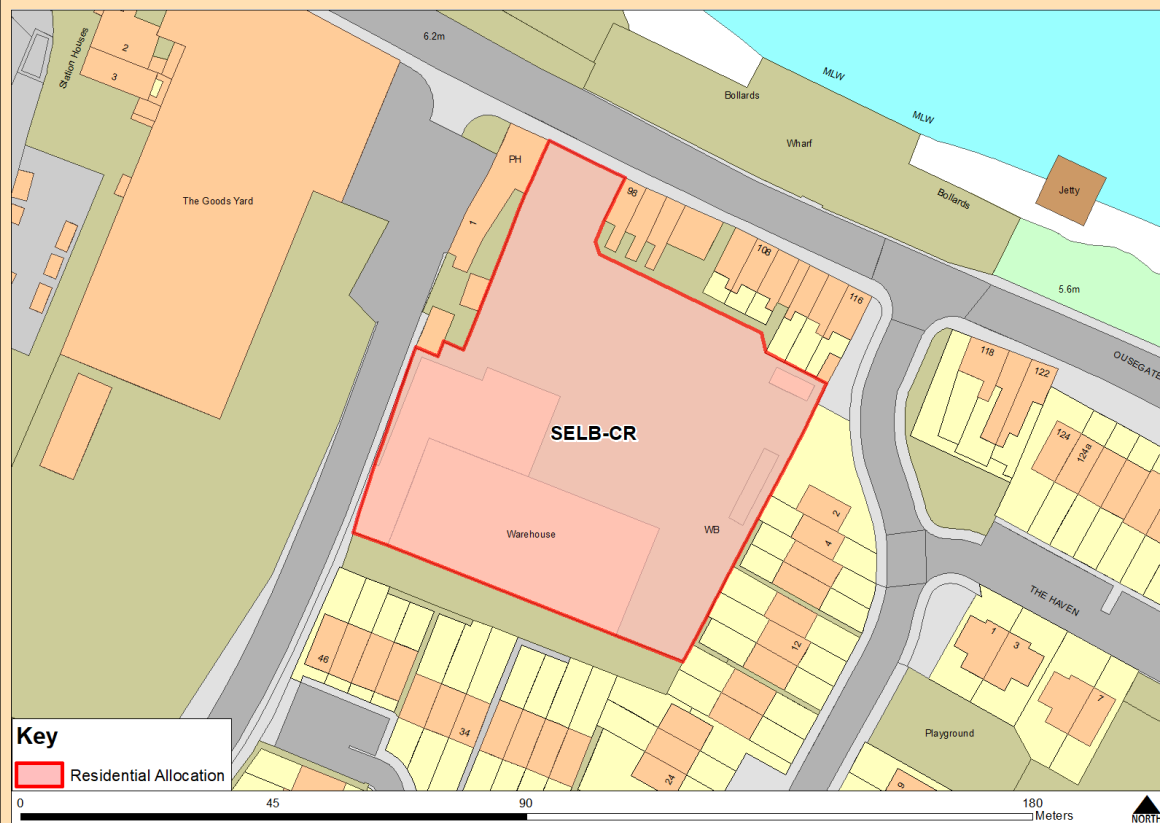 6.2m
Station Houses
2
3
MLW
Bollards
MLW
Wharf
PH
98
Bollards
Jetty
The Goods Yard
1
106
5.6m
116
118
122
OUSEGATE
SELB-CR
124
124a
2
Warehouse
WB
4
THE HAVEN
12
1
3
46
7
34
Playground
24
9
Key
Residential Allocation
0
45
90
180
Meters
NORTH